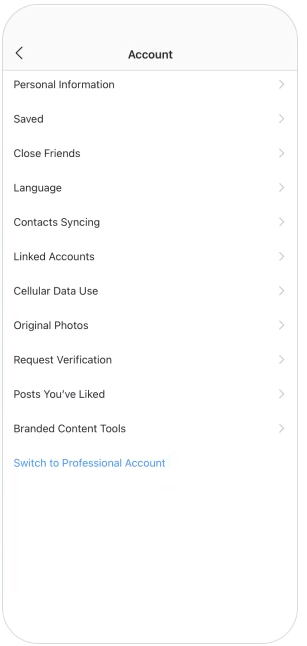 Account
Personal Information
Saved
Close Friends
Language
Contacts Syncing
Linked Accounts
Cellular Data Use
Original Photos
Request Verification
Posts You’ve Liked
Branded Content Tools
Switch to Professional Account